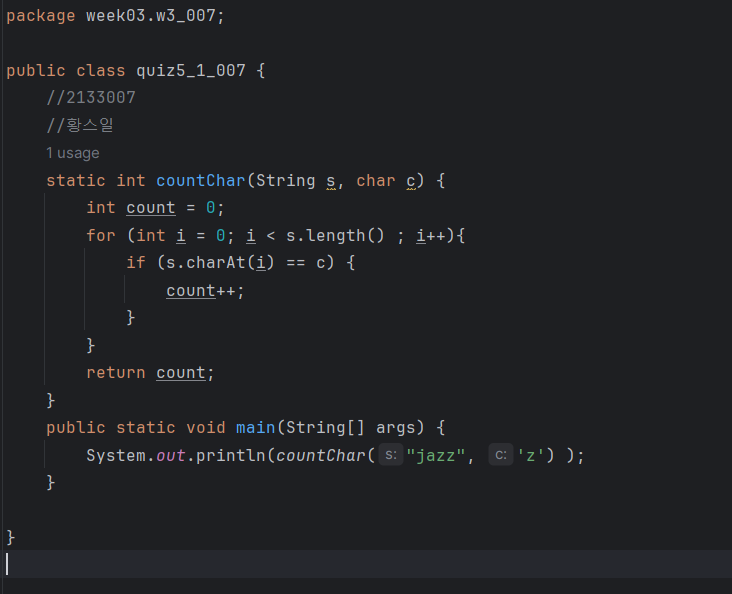 package week03.w3_007;
public class quiz5_1_007 {
//2133007
//황스일
1 usage
static int countChar(String s, char c) {
int count = 0;
for (int i = 0; i < s.length() ; i++){
if (s.charAt(i) == c) {
count++;
}
}
return count;
}
public static void main(String[] args) {
System.out.println(countChar( s: "jazz", c: 'z') );
}
}